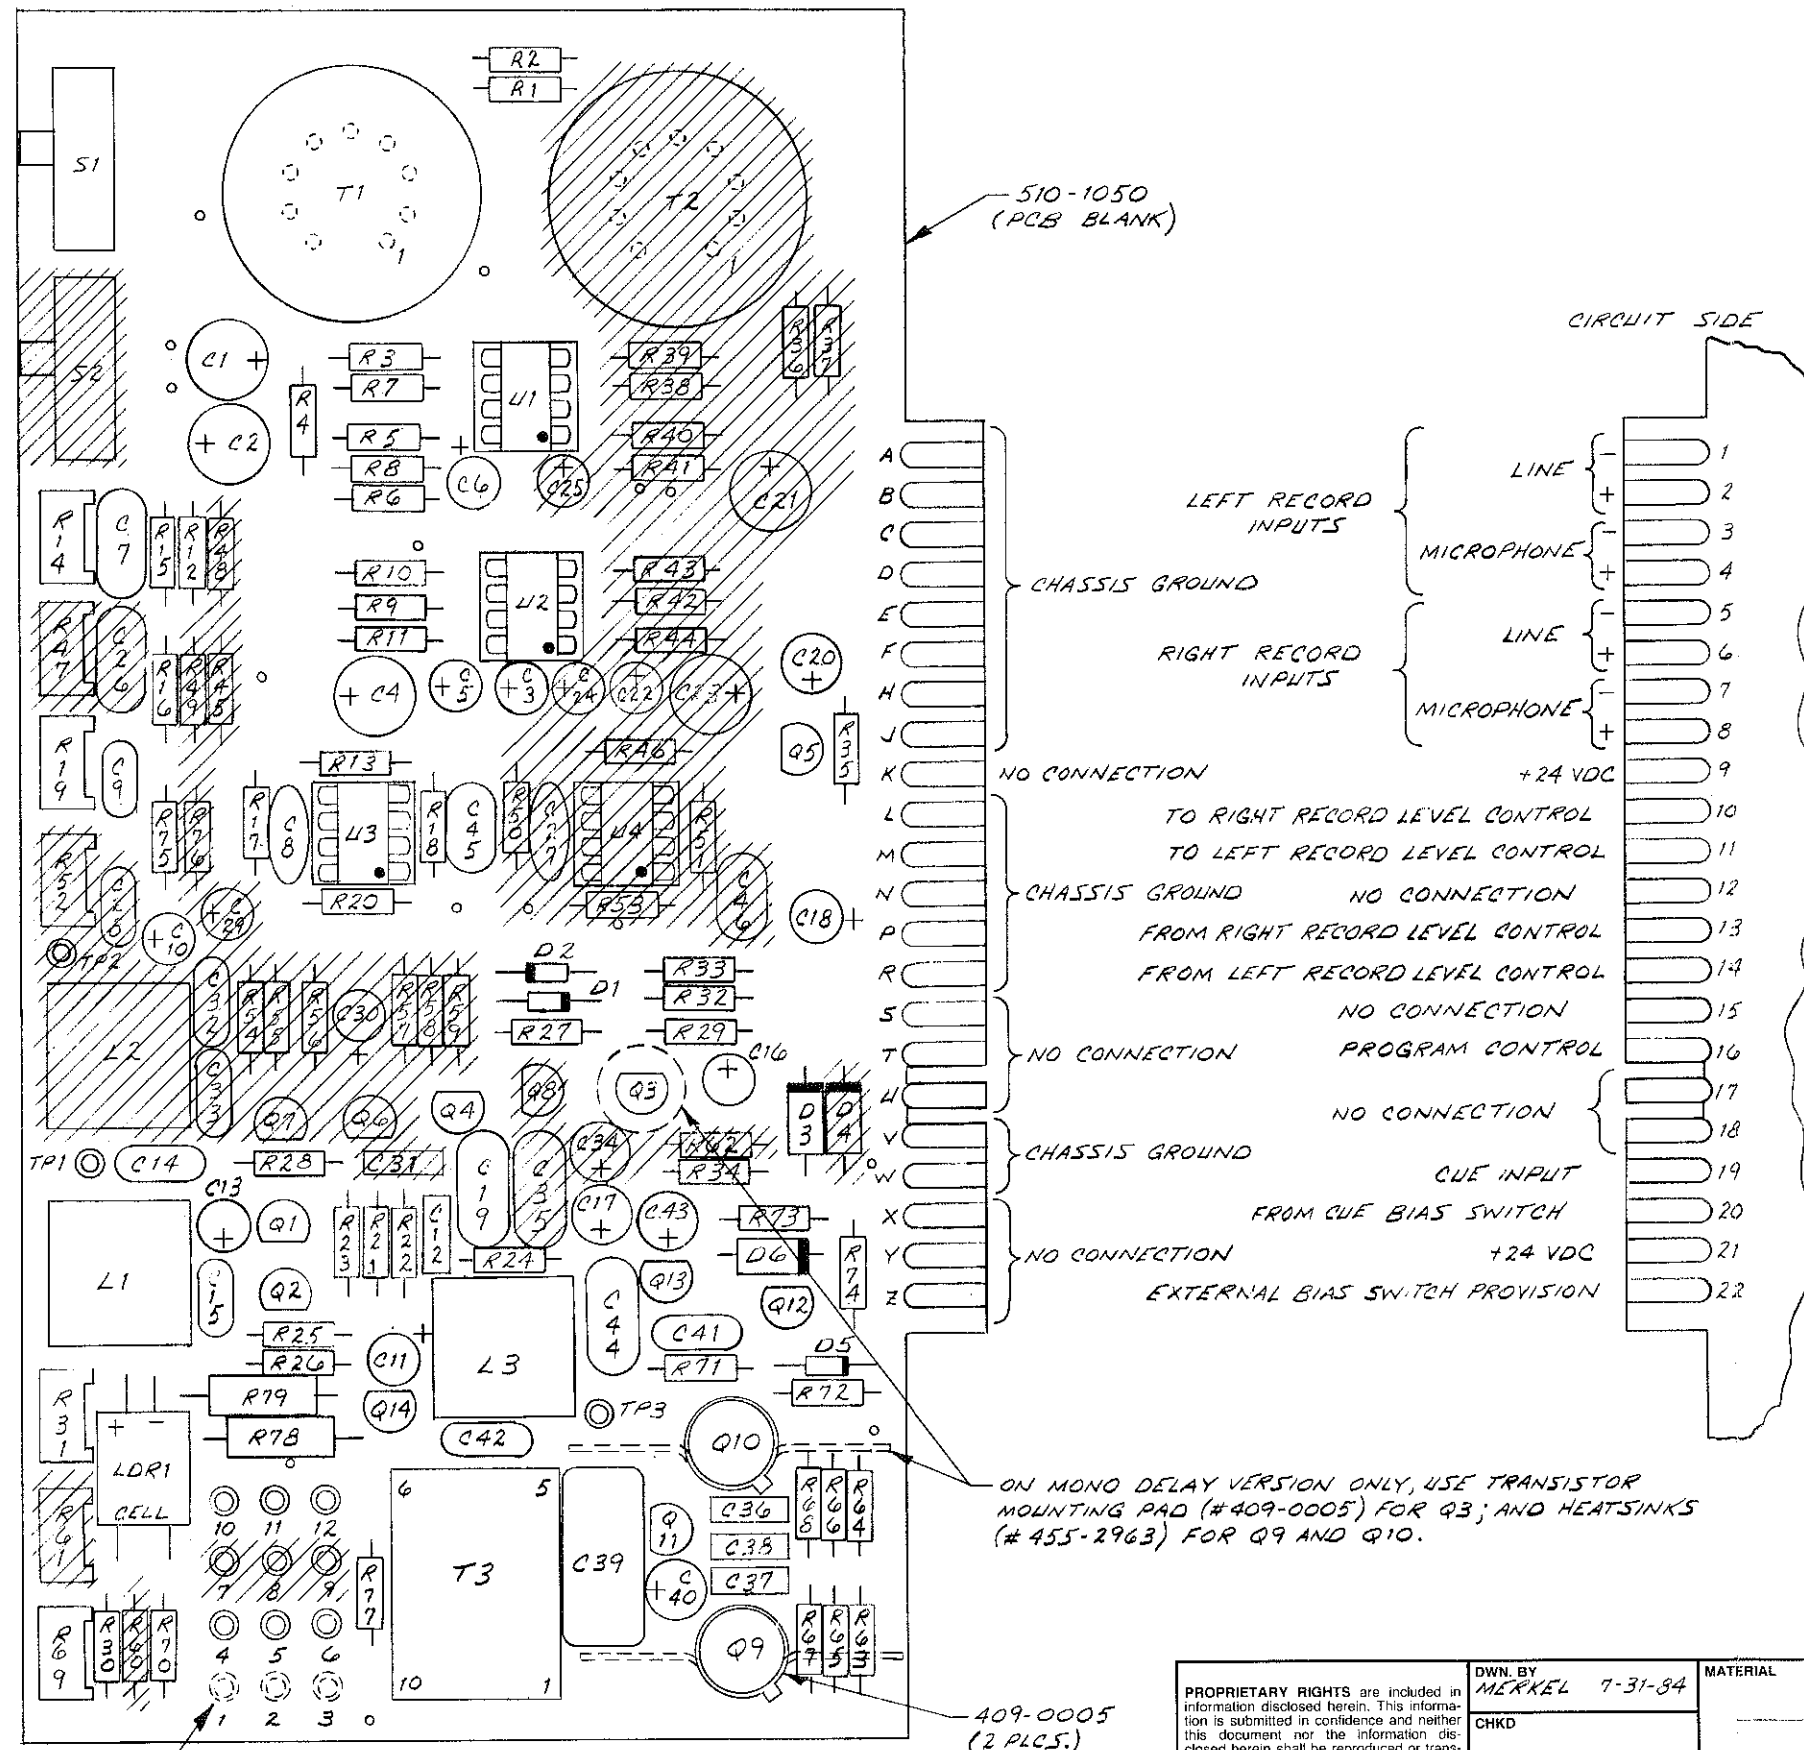 R2
R1
S1
T1
1
T2
1
510-1050
(PCB BLANK)
S2
C1 +
+ C2
R4
R3
R7
R5
R8
R6
U1
+
C6
+
C25
R39
R38
R40
R41
R36
R37
+
C21
CIRCUIT SIDE
R14
C7
R15
R12
R48
R10
R9
R11
U2
R43
R42
R44
R47
C26
R16
R49
R45
+ C4
+ C5
+ C3
+ C24
+
C22
C23 +
C20
+
Q5
R35
R19
C9
R13
R46
R75
R76
R17
C8
U3
R18
C45
R50
C27
U4
R51
R52
C28
R20
R53
C46
C18 +
+ C10
+ C29
TP2
L2
C32
R54
R55
R56
C30
+
R57
R58
R59
D2
D1
R27
R33
R32
R29
C33
Q7
Q6
Q4
Q8
Q3
C16
+
D3
D4
TP1
C14
R28
C31
C19
C35
C34
+
R62
R34
C13
+
Q1
R23
R21
R22
C12
R24
C17
+
C43
+
R73
D6
R74
L1
C15
Q2
R25
R26
+
C11
L3
C44
Q13
Q12
C41
R71
D5
R72
R31
R79
R78
Q14
C42
TP3
Q10
+ -
LDR1
CELL
R61
10 11 12
7 8 9
4 5 6
1 2 3
R77
6 5
T3
10 1
C39
Q11
+ C40
C36
C38
C37
R68
R66
R64
Q9
R67
R65
R63
R69
R30
R60
R70
A
B
C
D
E
F
H
J
CHASSIS GROUND
K NO CONNECTION
L
M
N
P
R
CHASSIS GROUND
S
T
U
NO CONNECTION
V
W
CHASSIS GROUND
X
Y
Z
NO CONNECTION
LEFT RECORD
INPUTS
LINE
- 1
+ 2
MICROPHONE
- 3
+ 4
RIGHT RECORD
INPUTS
LINE
- 5
+ 6
MICROPHONE
- 7
+ 8
+24 VDC 9
TO RIGHT RECORD LEVEL CONTROL 10
TO LEFT RECORD LEVEL CONTROL 11
NO CONNECTION 12
FROM RIGHT RECORD LEVEL CONTROL 13
FROM LEFT RECORD LEVEL CONTROL 14
NO CONNECTION 15
PROGRAM CONTROL 16
NO CONNECTION
17
18
CUE INPUT 19
FROM CUE BIAS SWITCH 20
+24 VDC 21
EXTERNAL BIAS SWITCH PROVISION 22
ON MONO DELAY VERSION ONLY, USE TRANSISTOR
MOUNTING PAD (#409-0005) FOR Q3; AND HEATSINKS
(#455-2963) FOR Q9 AND Q10.
409-0005
(2 PLCS.)
PROPRIETARY RIGHTS are included in
information disclosed herein. This informa-
tion is submitted in confidence and neither
this document nor the information dis-
closed herein shall be reproduced or trans-
DWN. BY
MERKEL 7-31-84
CHKD
MATERIAL